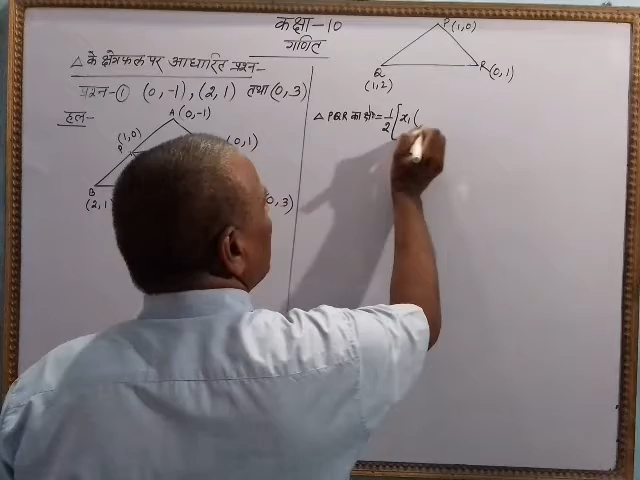 कक्षा-10
गणित
△ के क्षेत्रफल पर आधारित प्रश्न-
प्रश्न-① (0,-1), (2,1) तथा (0,3)
हल-
A (0,-1)
(1,0)
P
(0,1)
B
(2,1
0,3)
P (1,0)
Q
(1,2)
R(0,1)
△ PQR का क्षे० = 1/2 [x₁(